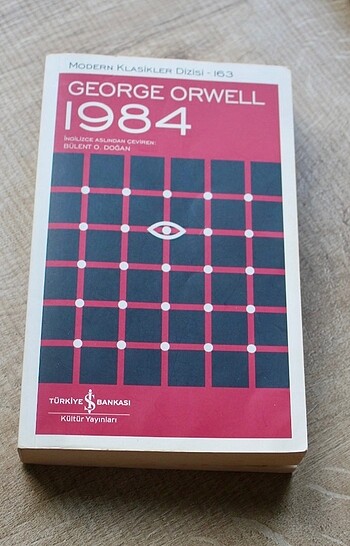 MODERN KLASİKLER DİZİSİ - 163
GEORGE ORWELL
1984
İNGİLİZCE ASLINDAN ÇEVİREN:
BÜLENT O. DOĞAN
TÜRKİYE İŞ BANKASI
Kültür Yayınları